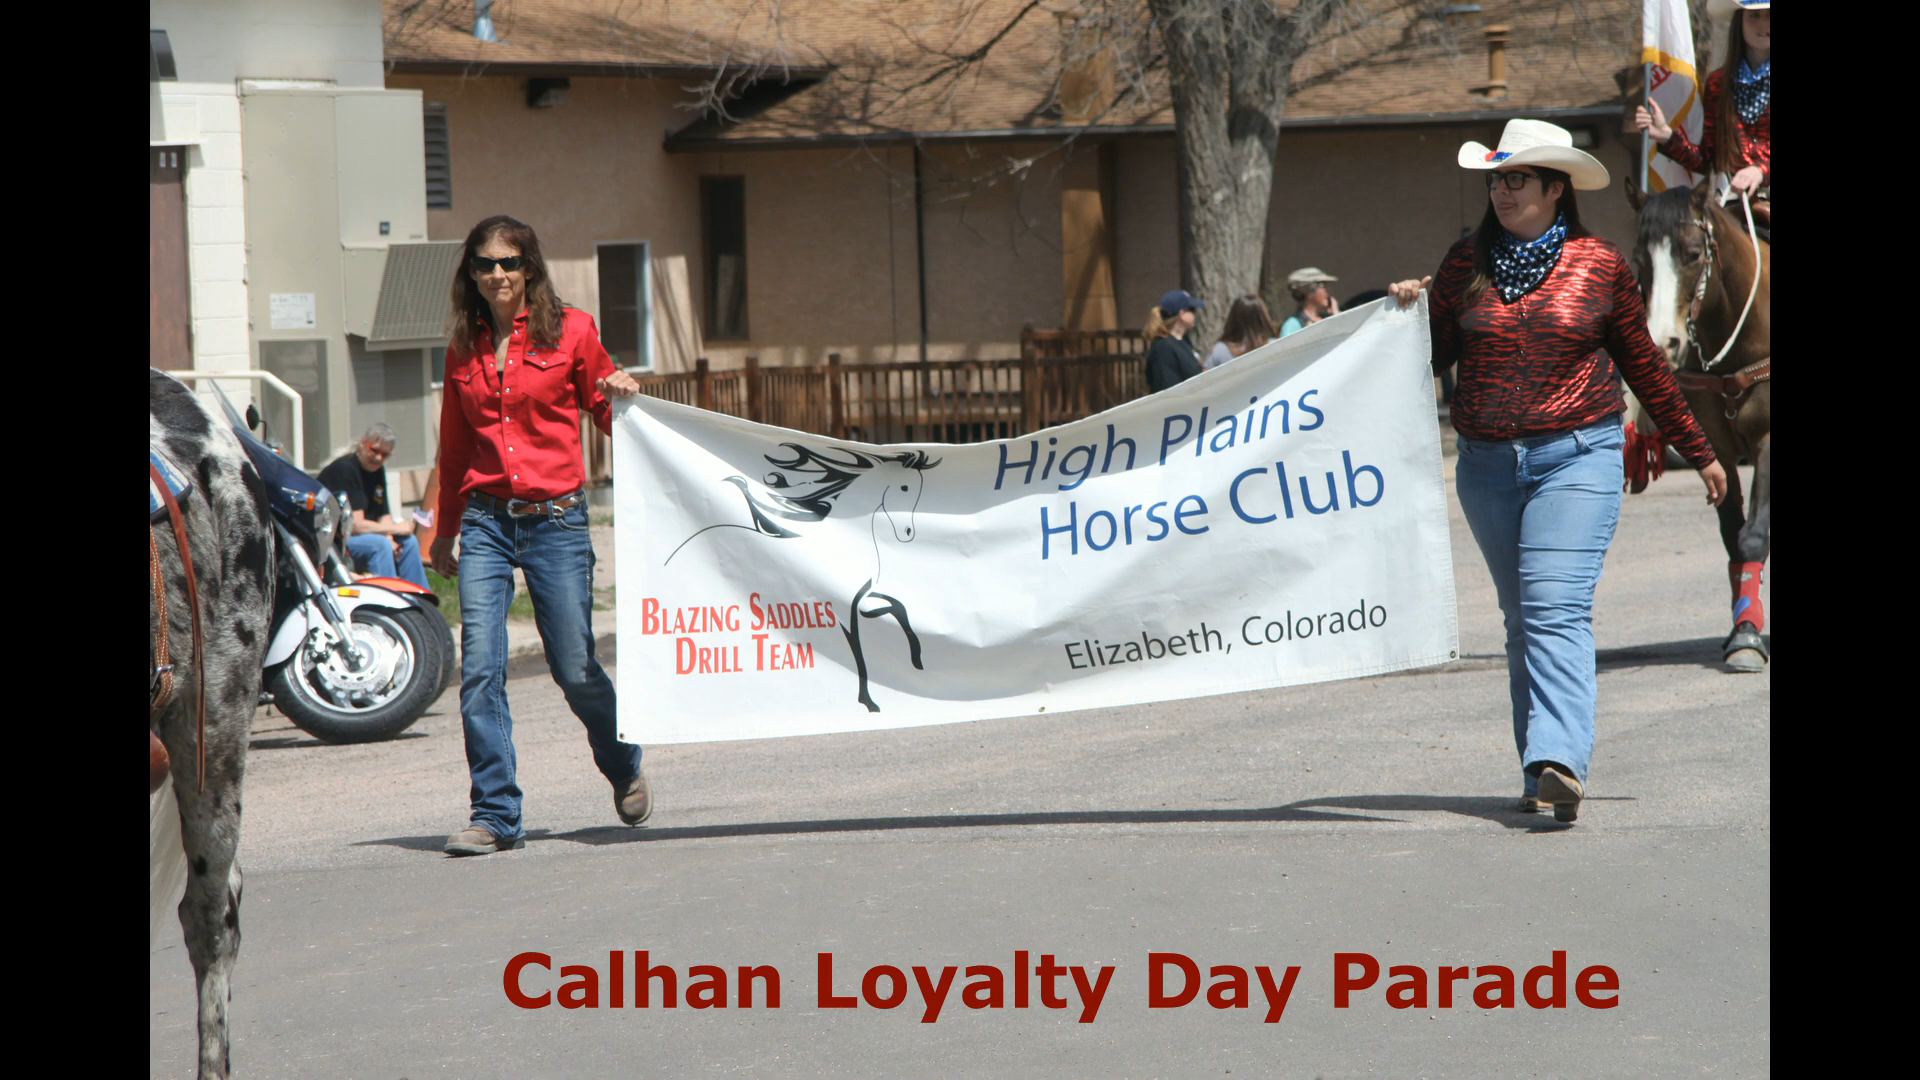 High Plains
Horse Club
BLAZING SADDLES
DRILL TEAM
Elizabeth, Colorado
Calhan Loyalty Day Parade